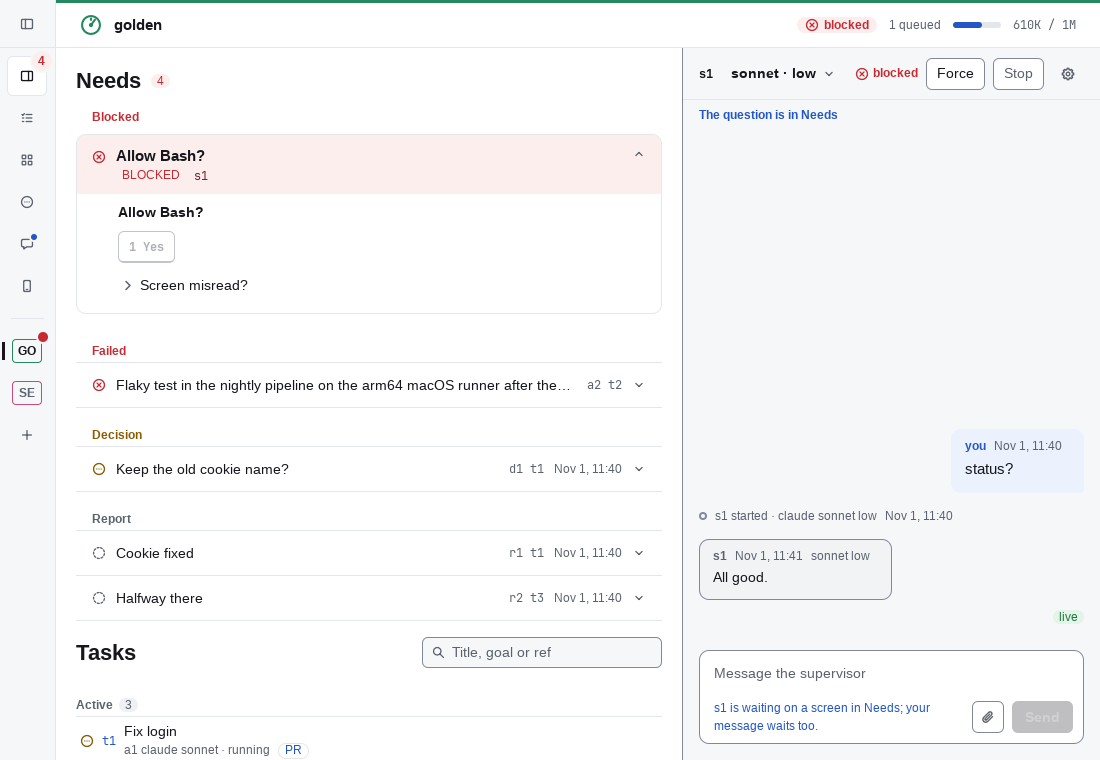 golden
blocked
1 queued
610K / 1M
4
GO
SE
Needs 4
Blocked
Allow Bash?
BLOCKED s1
Allow Bash?
1 Yes
Screen misread?
Failed
Flaky test in the nightly pipeline on the arm64 macOS runner after the… a2 t2
Decision
Keep the old cookie name? d1 t1 Nov 1, 11:40
Report
Cookie fixed r1 t1 Nov 1, 11:40
Halfway there r2 t3 Nov 1, 11:40
Tasks
Title, goal or ref
Active 3
t1 Fix login
a1 claude sonnet · running PR
s1 sonnet · low blocked Force Stop
The question is in Needs
you Nov 1, 11:40
status?
s1 started · claude sonnet low Nov 1, 11:40
s1 Nov 1, 11:41 sonnet low
All good.
live
Message the supervisor
s1 is waiting on a screen in Needs; your
message waits too.
Send